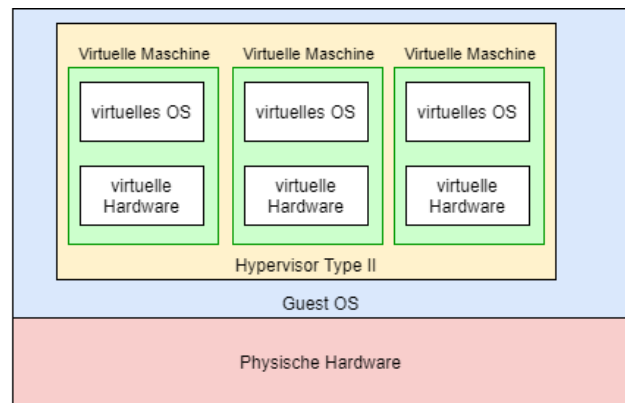 Virtuelle Maschine
Virtuelle Maschine
Virtuelle Maschine
virtuelles OS
virtuelles OS
virtuelles OS
virtuelle
Hardware
virtuelle
Hardware
virtuelle
Hardware
Hypervisor Type II
Guest OS
Physische Hardware